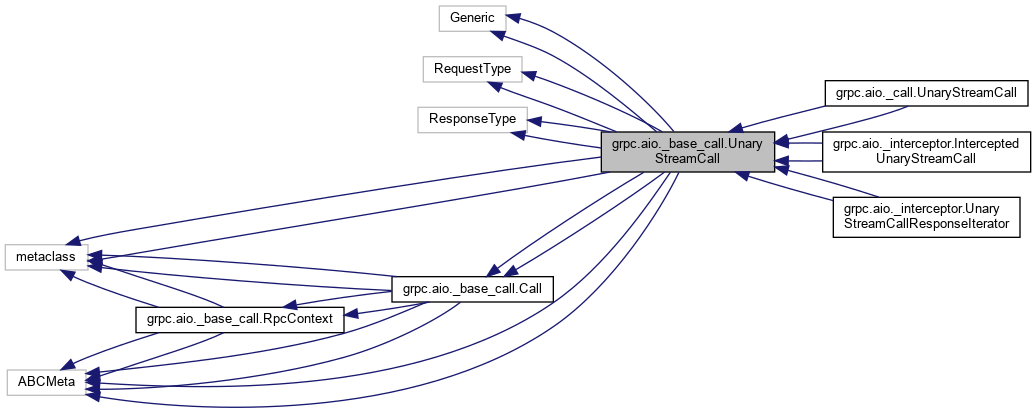 Generic
RequestType
ResponseType
grpc.aio._base_call.Unary
StreamCall
grpc.aio._call.UnaryStreamCall
grpc.aio._interceptor.Intercepted
UnaryStreamCall
grpc.aio._interceptor.Unary
StreamCallResponseIterator
metaclass
grpc.aio._base_call.Call
grpc.aio._base_call.RpcContext
ABCMeta